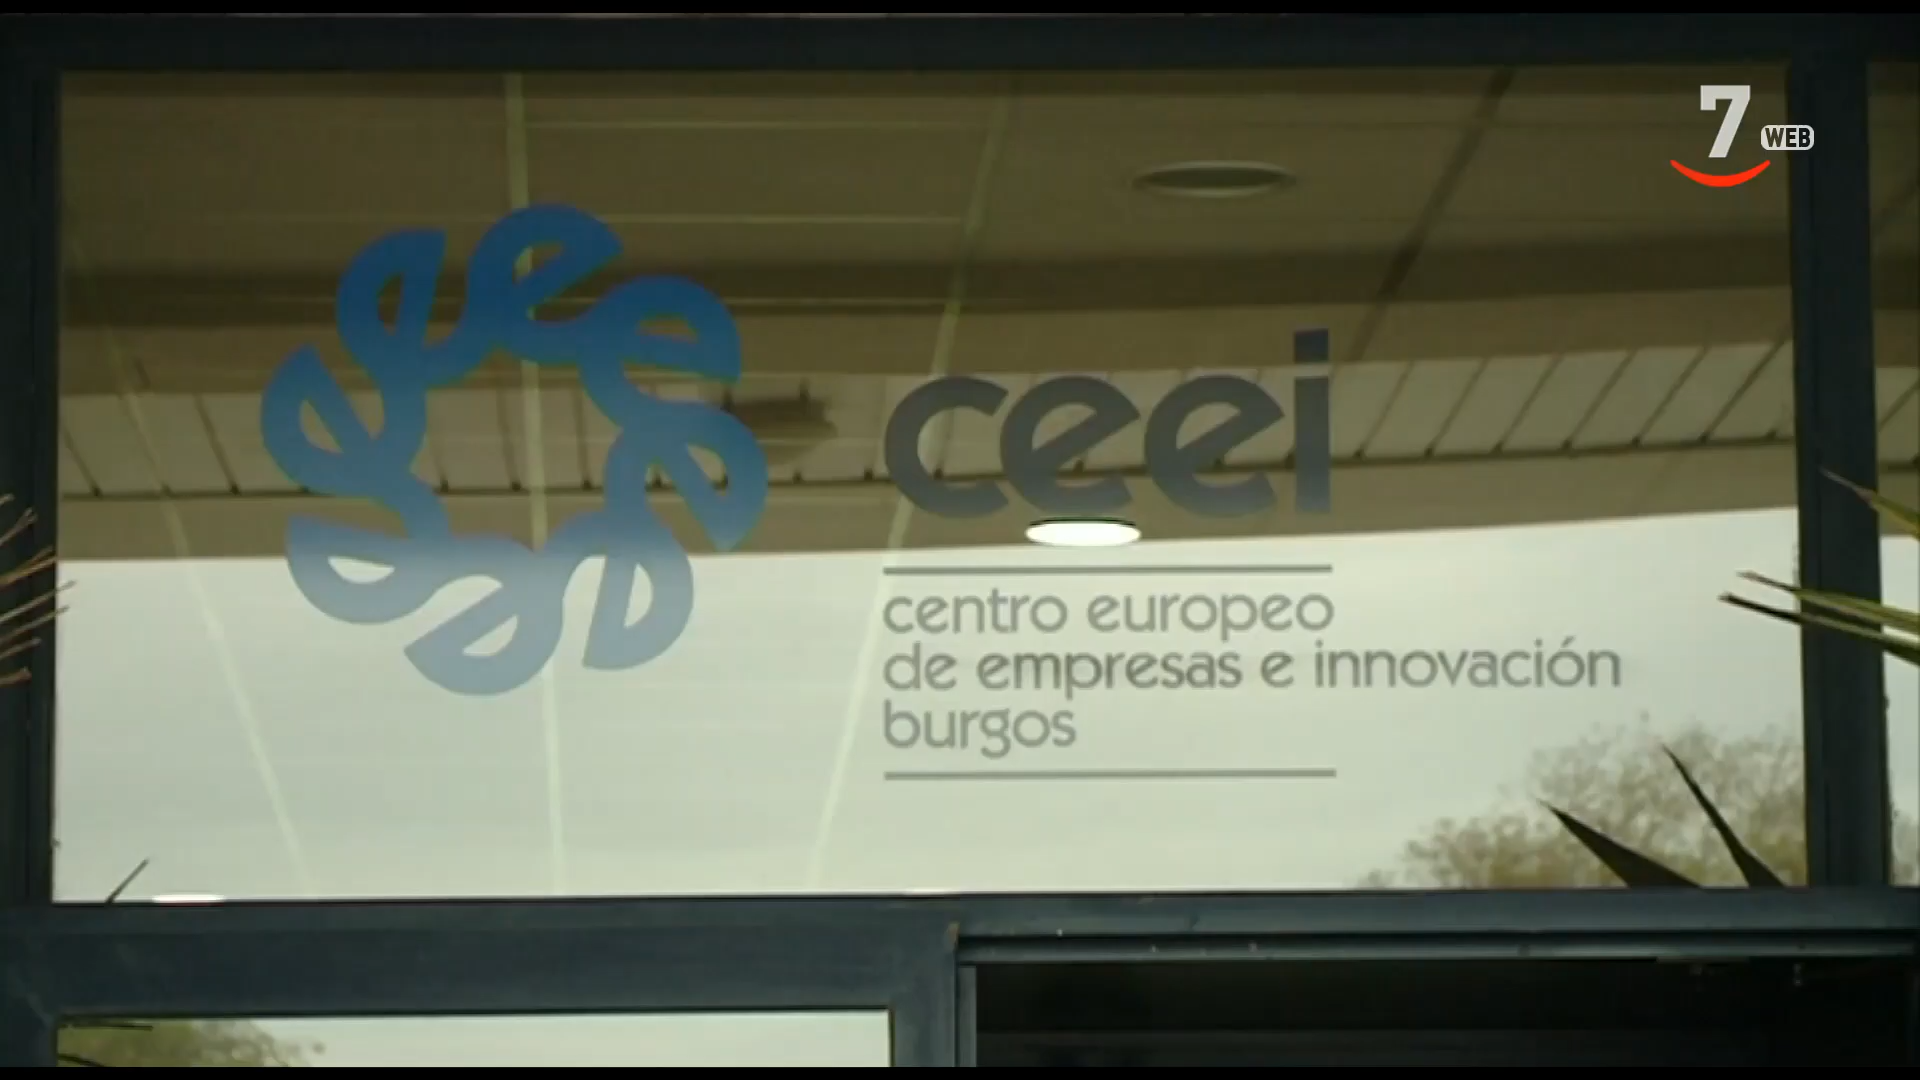 7 WEB
ceei
centro europeo
de empresas e innovación
burgos